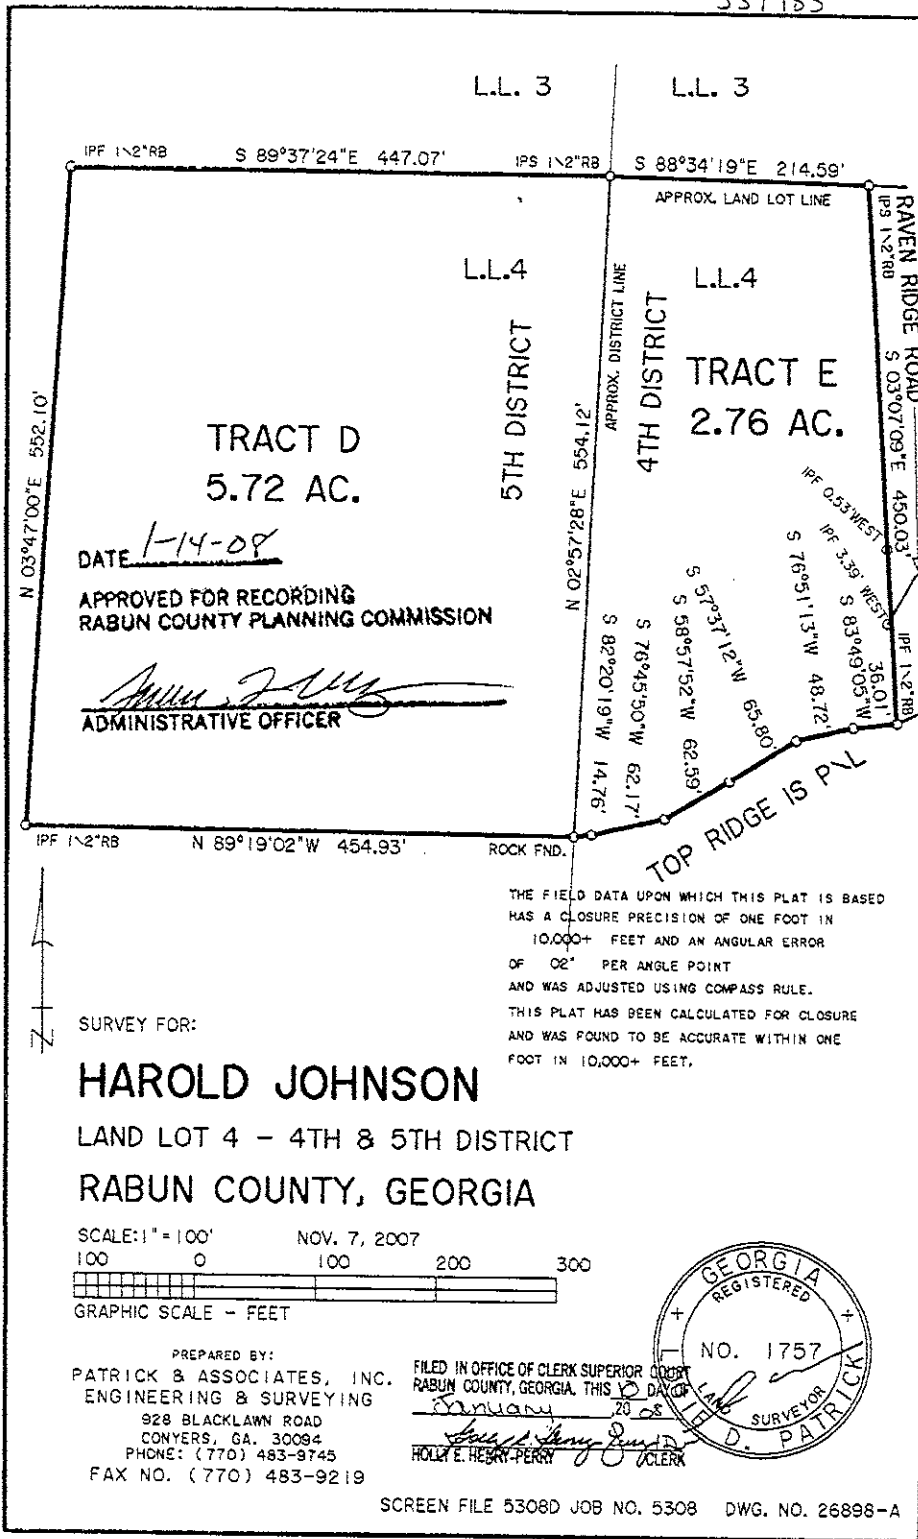 L.L. 3
L.L. 3
IPF 1\2"RB
S 89°37'24"E 447.07'
IPS 1\2"RB
S 88°34'19"E 214.59'
APPROX. LAND LOT LINE
RAVEN RIDGE ROAD
IPS 1\2"RB
S 03°07'09"E 450.03'
L.L.4
L.L.4
5TH DISTRICT
APPROX. DISTRICT LINE
4TH DISTRICT
N 02°57'28"E 554.12'
TRACT E
2.76 AC.
N 03°47'00"E 552.10'
TRACT D
5.72 AC.
IPF 0.53'WEST
IPF 3.39' WEST
DATE 1-14-08
APPROVED FOR RECORDING
RABUN COUNTY PLANNING COMMISSION
ADMINISTRATIVE OFFICER
S 82°20'19"W 14.76'
S 76°45'50"W 62.17'
S 58°57'52"W 62.59'
S 57°37'12"W 65.80'
S 76°51'13"W 48.72'
S 83°49'05"W 36.01'
IPF 1\2"RB
TOP RIDGE IS P\L
IPF 1\2"RB
N 89°19'02"W 454.93'
ROCK FND.
THE FIELD DATA UPON WHICH THIS PLAT IS BASED
HAS A CLOSURE PRECISION OF ONE FOOT IN
10,000+ FEET AND AN ANGULAR ERROR
OF 02" PER ANGLE POINT
AND WAS ADJUSTED USING COMPASS RULE.
THIS PLAT HAS BEEN CALCULATED FOR CLOSURE
AND WAS FOUND TO BE ACCURATE WITHIN ONE
FOOT IN 10,000+ FEET.
N
SURVEY FOR:
HAROLD JOHNSON
LAND LOT 4 - 4TH & 5TH DISTRICT
RABUN COUNTY, GEORGIA
SCALE: 1" = 100'
NOV. 7, 2007
100 0 100 200 300
GRAPHIC SCALE - FEET
PREPARED BY:
PATRICK & ASSOCIATES, INC.
ENGINEERING & SURVEYING
928 BLACKLAWN ROAD
CONYERS, GA. 30094
PHONE: (770) 483-9745
FAX NO. (770) 483-9219
FILED IN OFFICE OF CLERK SUPERIOR COURT
RABUN COUNTY, GEORGIA. THIS DAY OF
January 20 08
HOLLY E. HENRY-PERRY CLERK
GEORGIA
REGISTERED
NO. 1757
LAND SURVEYOR
D. PATRICK
SCREEN FILE 5308D JOB NO. 5308 DWG. NO. 26898-A